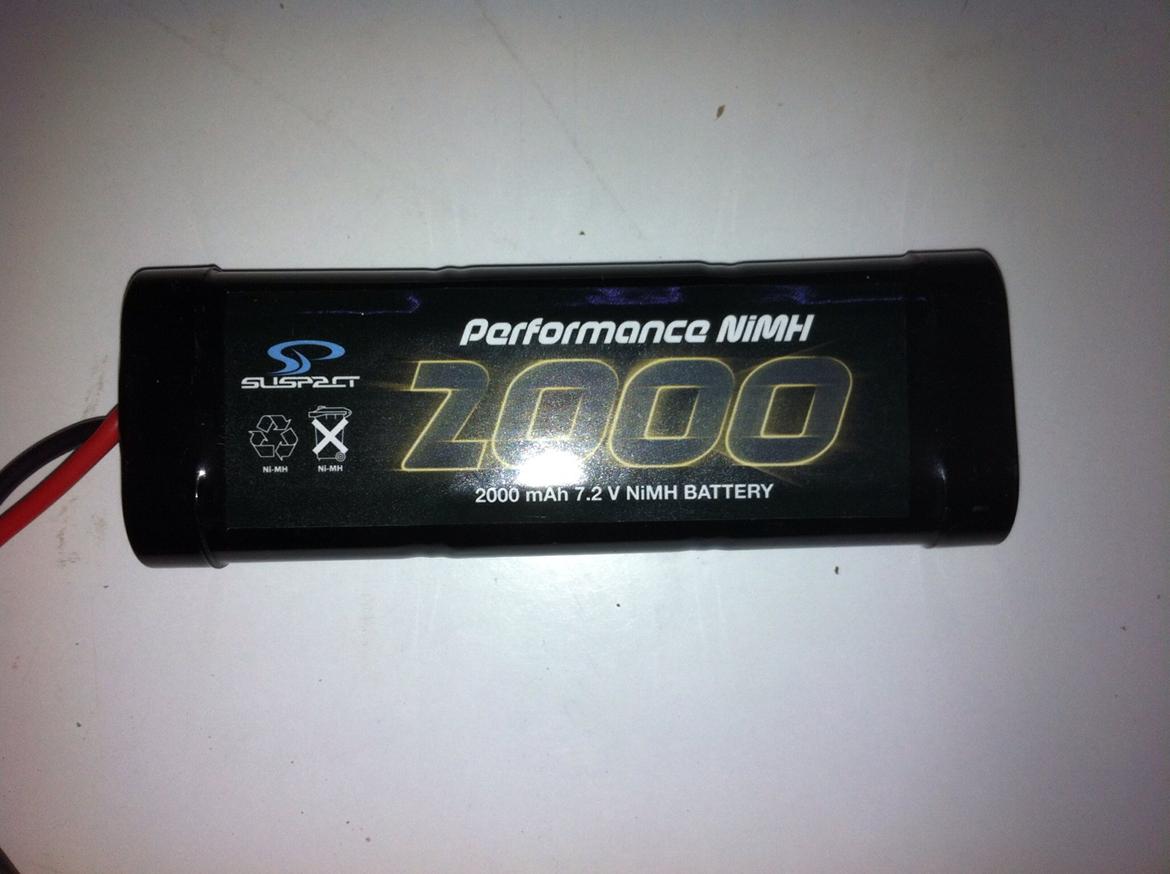 Performance NiMH
SUSPECT
2000
Ni-MH Ni-MH
2000 mAh 7.2 V NiMH BATTERY